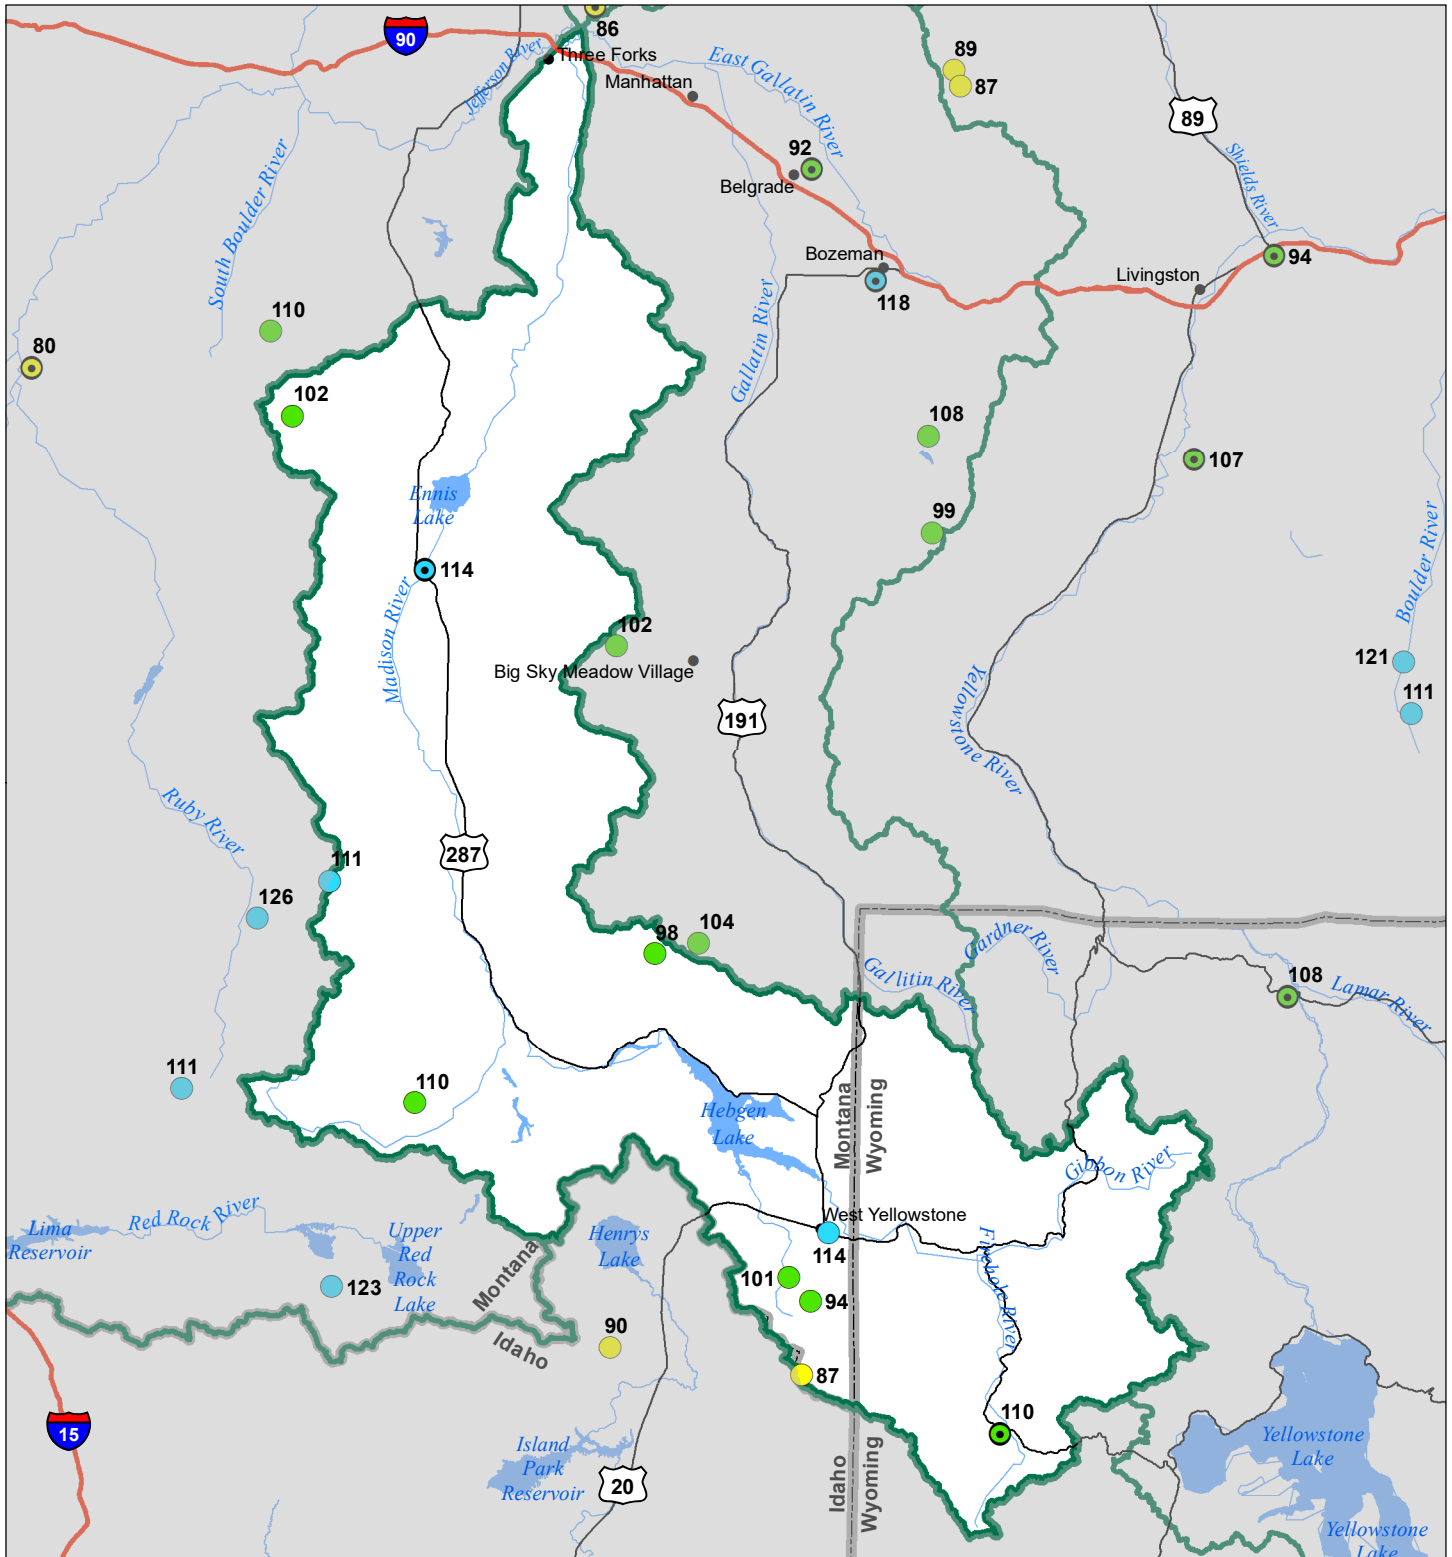 86
90
Three Forks
Jefferson River
Manhattan
East Gallatin River
89
87
89
92
Belgrade
Shields River
South Boulder River
Bozeman
118
Livingston
94
110
80
102
Gallatin River
108
107
99
Ennis
Lake
114
Madison River
102
Big Sky Meadow Village
Boulder River
121
111
191
Yellowstone River
Ruby River
287
111
126
98
104
Gardner River
Gallitin River
108
Lamar River
111
110
Hebgen
Lake
Montana
Wyoming
Gibbon River
West Yellowstone
114
Lima
Reservoir
Red Rock River
Upper
Red
Rock
Lake
Henrys
Lake
Montana
Idaho
123
101
94
Firehole River
90
87
110
15
Island
Park
Reservoir
20
Idaho
Wyoming
Yellowstone
Lake
Yellowstone
Lake